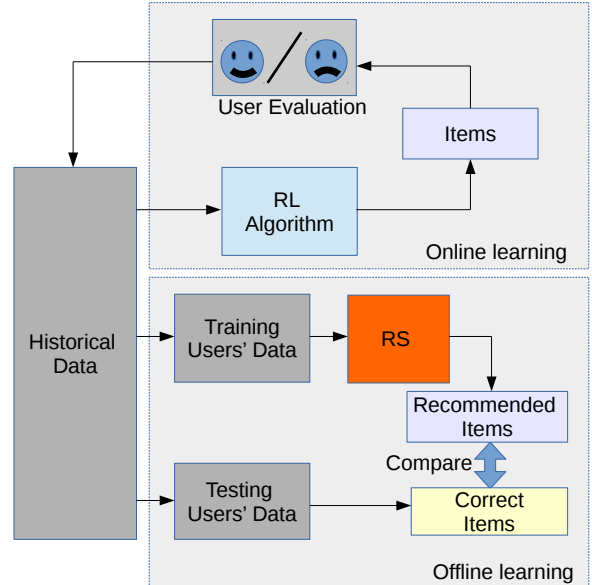 User Evaluation
Items
RL
Algorithm
Online learning
Historical
Data
Training
Users’ Data
RS
Recommended
Items
Compare
Testing
Users’ Data
Correct
Items
Offline learning